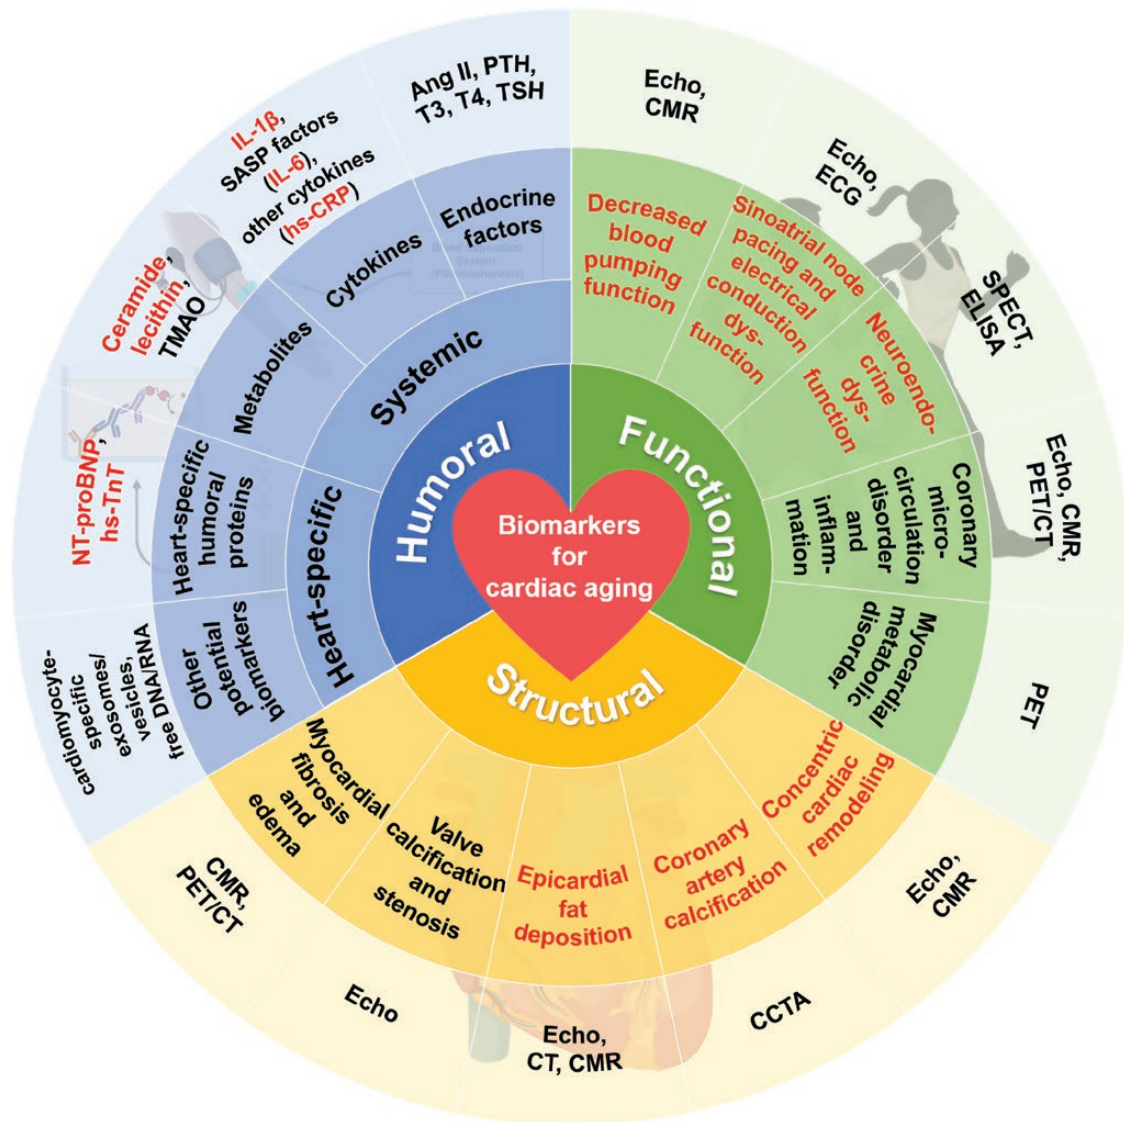 Biomarkers
for
cardiac aging
Humoral
Functional
Structural
Systemic
Heart-specific
Endocrine
factors
Ang II, PTH,
T3, T4, TSH
Cytokines
IL-1β,
SASP factors
(IL-6),
other cytokines
(hs-CRP)
Metabolites
Ceramide,
lecithin,
TMAO
Heart-specific
humoral
proteins
NT-proBNP,
hs-TnT
Other
potential
biomarkers
cardiomyocyte-
specific
exosomes/
vesicles,
free DNA/RNA
Decreased
blood
pumping
function
Echo,
CMR
Sinoatrial node
pacing and
electrical
conduction
dys-
function
Echo,
ECG
Neuroendo-
crine
dys-
function
SPECT,
ELISA
Coronary
micro-
circulation
disorder
and
inflam-
mation
Echo, CMR,
PET/CT
Myocardial
metabolic
disorder
PET
Concentric
cardiac
remodeling
Echo,
CMR
Coronary
artery
calcification
CCTA
Epicardial
fat
deposition
Echo,
CT, CMR
Valve
calcification
and
stenosis
Echo
Myocardial
fibrosis
and
edema
CMR,
PET/CT